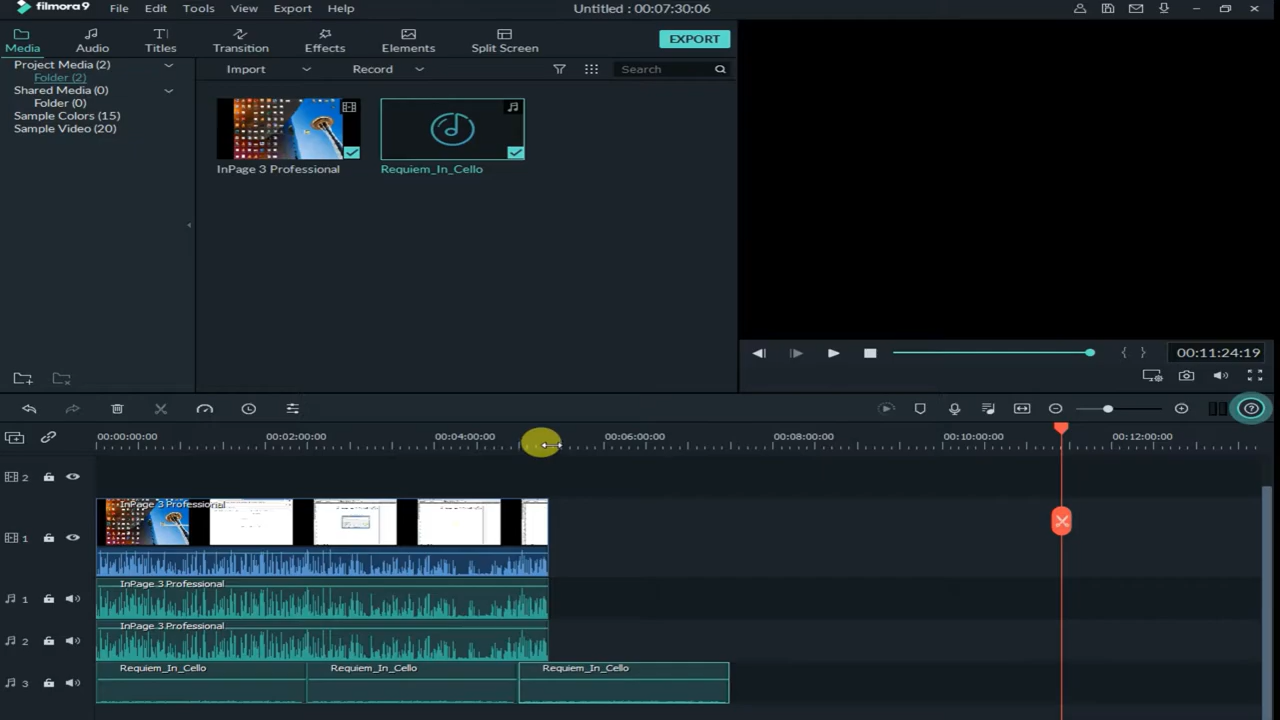 filmora9 File Edit Tools View Export Help Untitled : 00:07:30:06
Media Audio Titles Transition Effects Elements Split Screen EXPORT
Project Media (2)
Folder (2)
Shared Media (0)
Folder (0)
Sample Colors (15)
Sample Video (20)
Import Record Search
InPage 3 Professional Requiem_In_Cello
00:11:24:19
00:00:00:00 00:02:00:00 00:04:00:00 00:06:00:00 00:08:00:00 00:10:00:00 00:12:00:00
2
InPage 3 Professional
1
InPage 3 Professional
1
InPage 3 Professional
2
Requiem_In_Cello Requiem_In_Cello Requiem_In_Cello
3